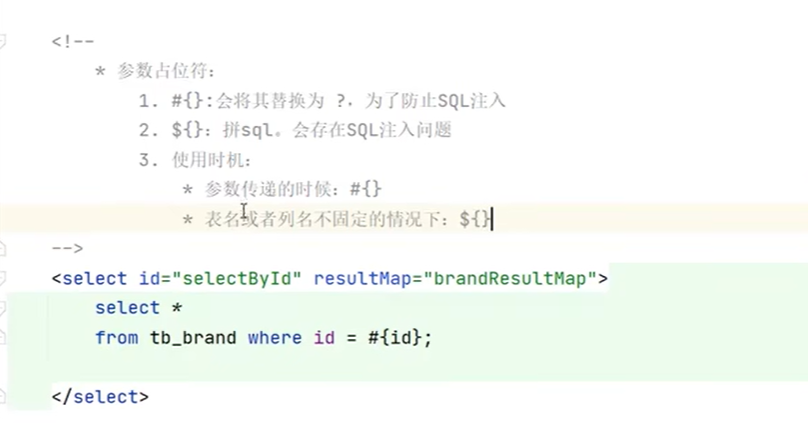 <!--
* 参数占位符：
1. #{}:会将其替换为 ?，为了防止SQL注入
2. ${}：拼sql。会存在SQL注入问题
3. 使用时机：
* 参数传递的时候：#{}
* 表名或者列名不固定的情况下：${}
-->
<select id="selectById" resultMap="brandResultMap">
select *
from tb_brand where id = #{id};
</select>